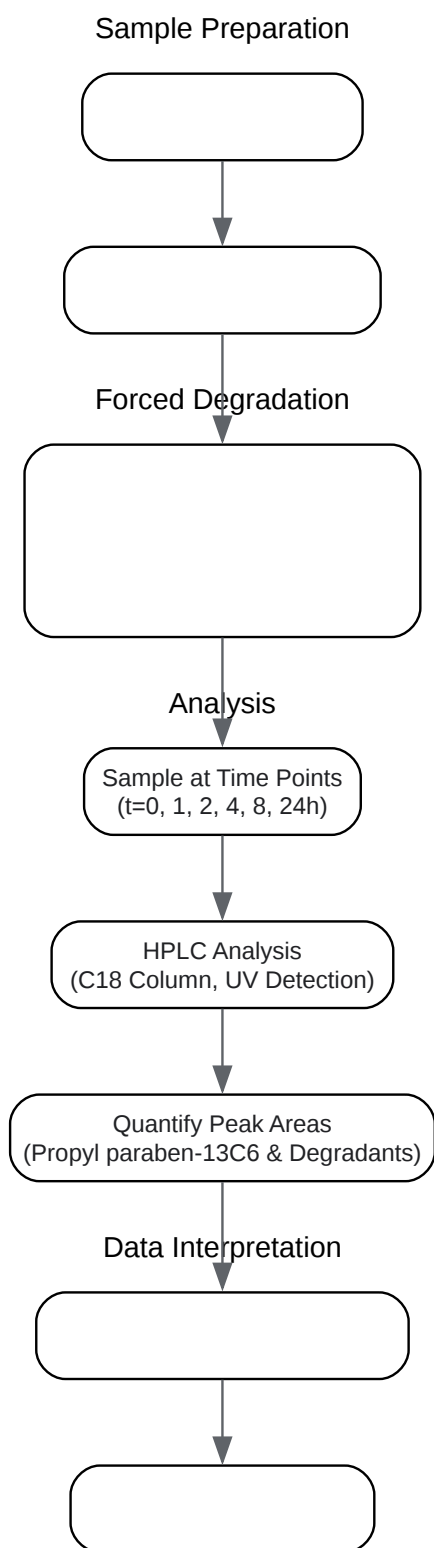 Sample Preparation
Forced Degradation
Analysis
Sample at Time Points
(t=0, 1, 2, 4, 8, 24h)
HPLC Analysis
(C18 Column, UV Detection)
Quantify Peak Areas
(Propyl paraben-13C6 & Degradants)
Data Interpretation